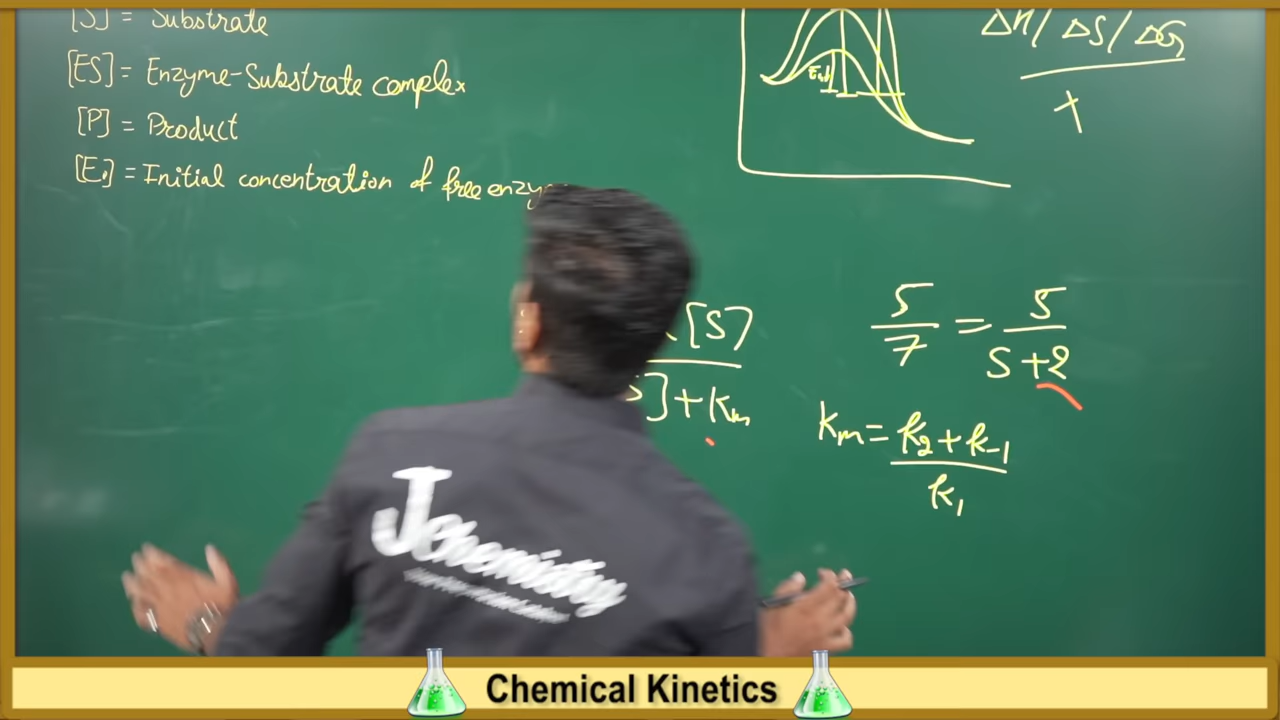 [S] = Substrate
[ES] = Enzyme-Substrate complex
[P] = Product
[E₀] = Initial concentration of free
ΔH/ ΔS/ ΔG
[S]
] + Km
5/7 = 5/5+2
Km = k2 + k-1 / k1
Jchemistry
Chemical Kinetics